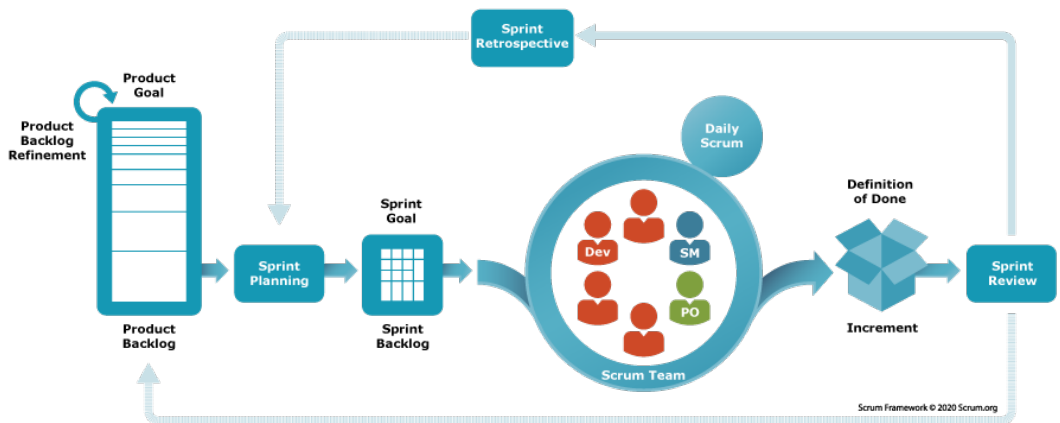 Sprint
Retrospective
Product
Goal
Product
Backlog
Refinement
Daily
Scrum
Definition
of Done
Sprint
Goal
Dev
SM
Sprint
Planning
Sprint
Review
PO
Product
Backlog
Sprint
Backlog
Increment
Scrum Team
Scrum Framework © 2020 Scrum.org